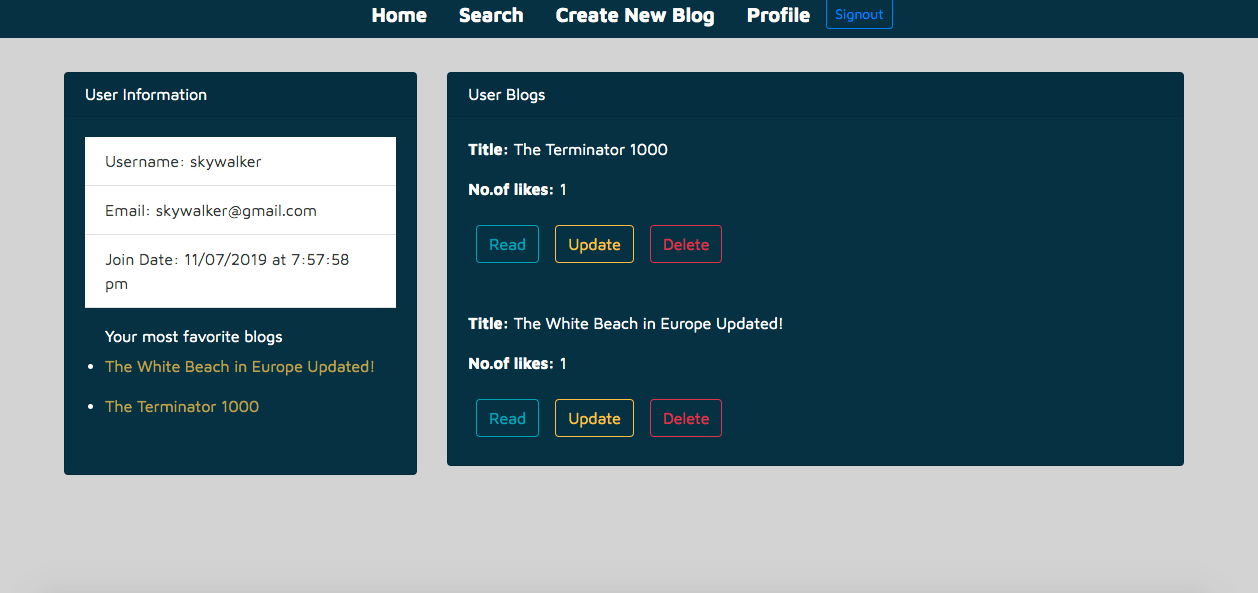 Home Search Create New Blog Profile Signout
User Information
Username: skywalker
Email: skywalker@gmail.com
Join Date: 11/07/2019 at 7:57:58
pm
Your most favorite blogs
The White Beach in Europe Updated!
The Terminator 1000
User Blogs
Title: The Terminator 1000
No.of likes: 1
Read Update Delete
Title: The White Beach in Europe Updated!
No.of likes: 1
Read Update Delete